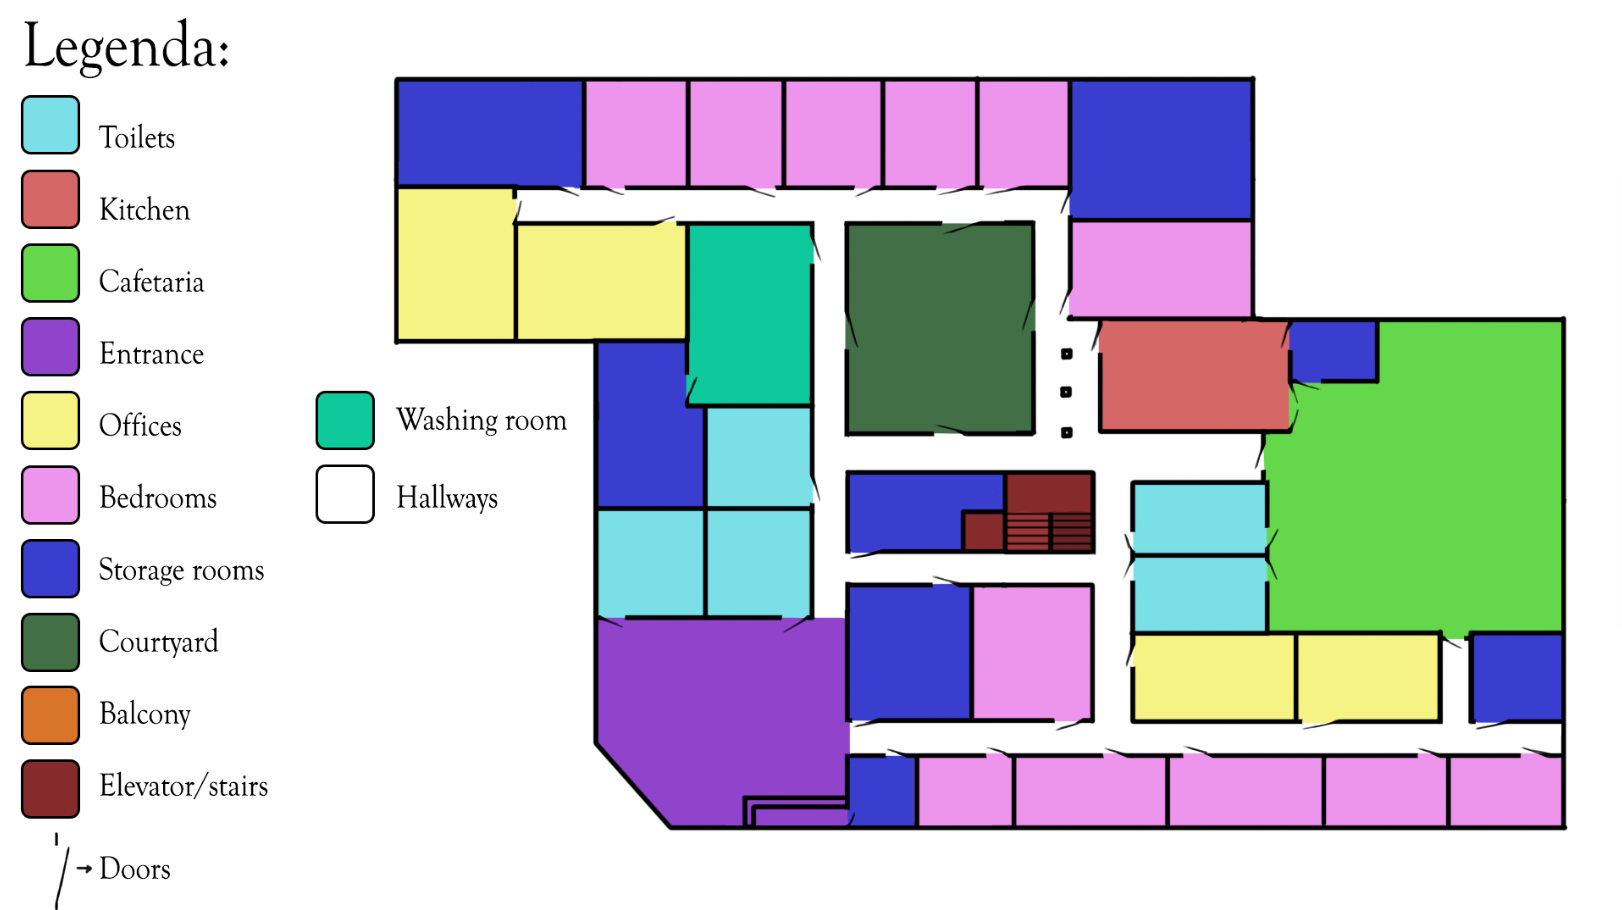 Legenda:
Toilets
Kitchen
Cafetaria
Entrance
Offices
Bedrooms
Storage rooms
Courtyard
Balcony
Elevator/stairs
→ Doors
Washing room
Hallways